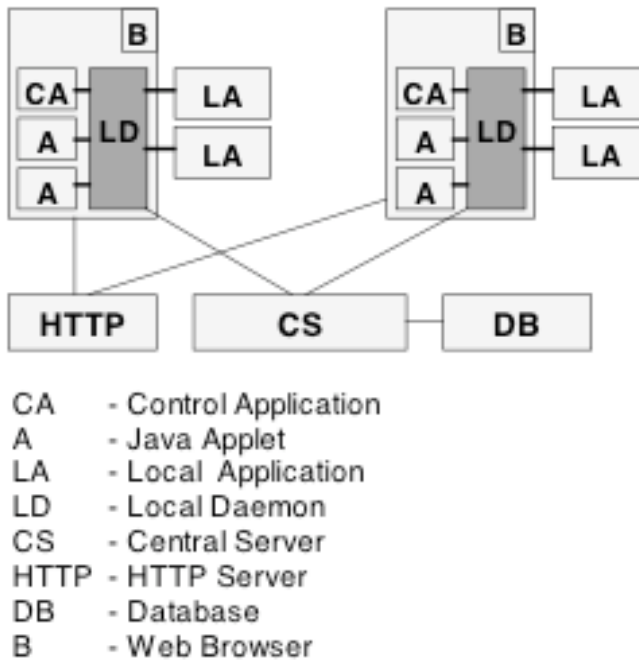 B B
CA LA CA LA
LD LD
A LA A LA
A A
HTTP CS DB
CA - Control Application
A - Java Applet
LA - Local Application
LD - Local Daemon
CS - Central Server
HTTP - HTTP Server
DB - Database
B - Web Browser